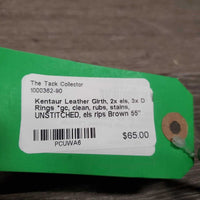 The Tack Collector
1000362-90
Kentaur Leather Girth, 2x els, 3x D
Rings *gc, clean, rubs, stains,
UNSTITCHED, els rips Brown 55"
$65.00
PCUWA6